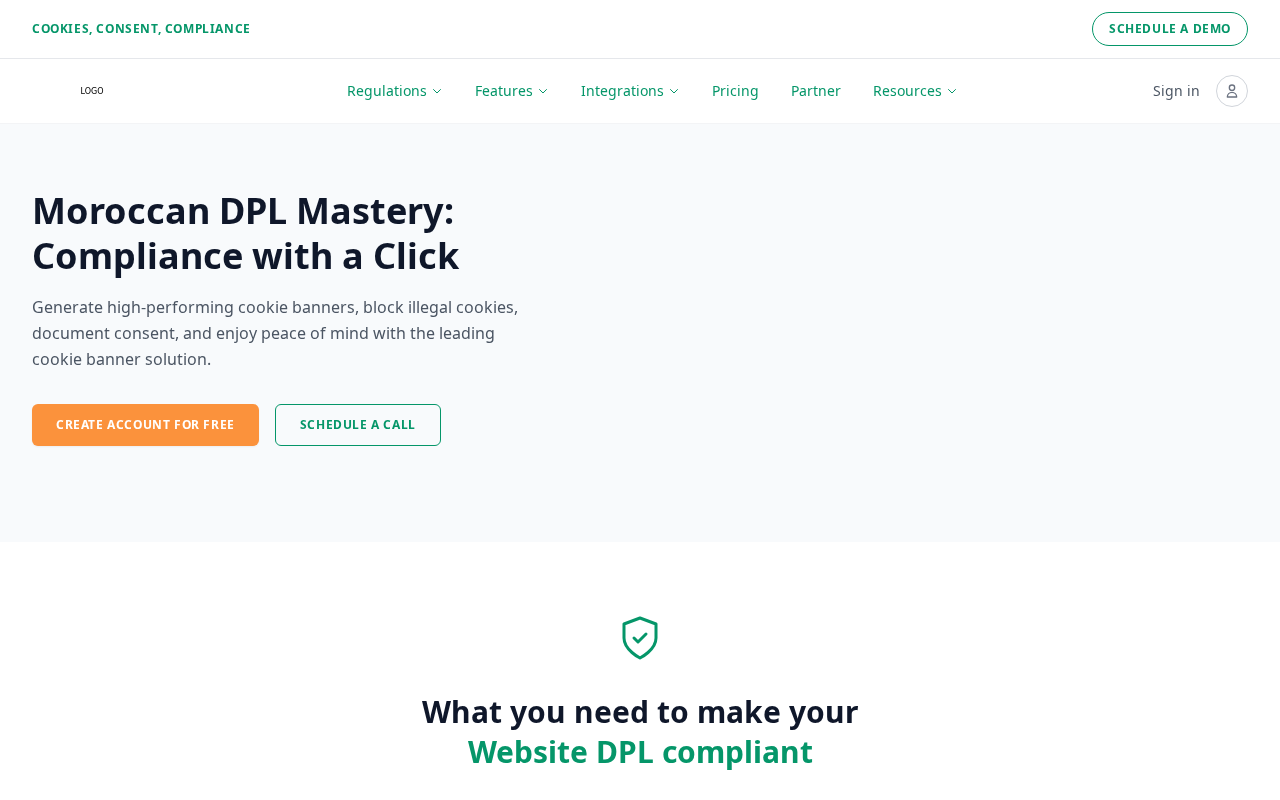 COOKIES, CONSENT, COMPLIANCE
SCHEDULE A DEMO
LOGO
Regulations
Features
Integrations
Pricing
Partner
Resources
Sign in
Moroccan DPL Mastery:
Compliance with a Click
Generate high-performing cookie banners, block illegal cookies,
document consent, and enjoy peace of mind with the leading
cookie banner solution.
CREATE ACCOUNT FOR FREE
SCHEDULE A CALL
What you need to make your
Website DPL compliant